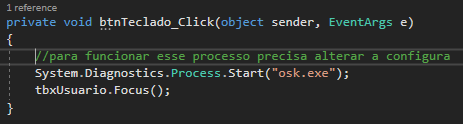 1 reference
private void btnTeclado_Click(object sender, EventArgs e)
{
//para funcionar esse processo precisa alterar a configura
System.Diagnostics.Process.Start("osk.exe");
tbxUsuario.Focus();
}